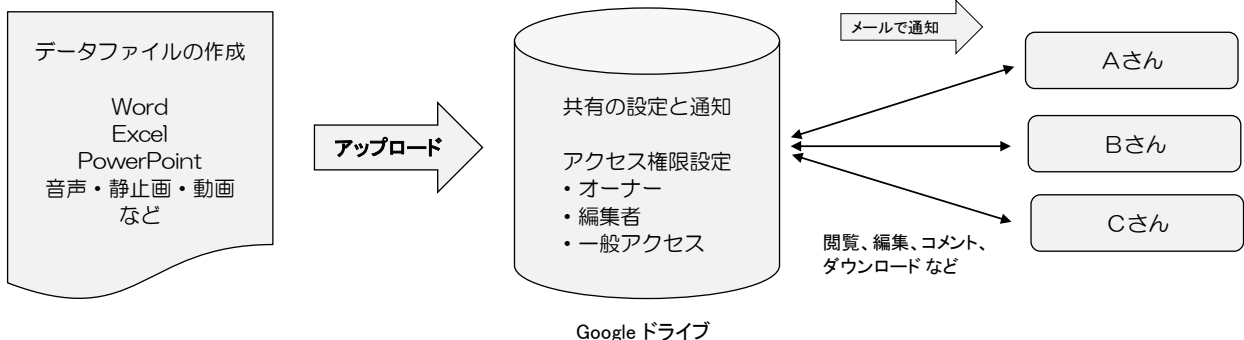 データファイルの作成
Word
Excel
PowerPoint
音声・静止画・動画
など
アップロード
共有の設定と通知
アクセス権限設定
・オーナー
・編集者
・一般アクセス
Google ドライブ
メールで通知
Aさん
Bさん
Cさん
閲覧、編集、コメント、
ダウンロード など